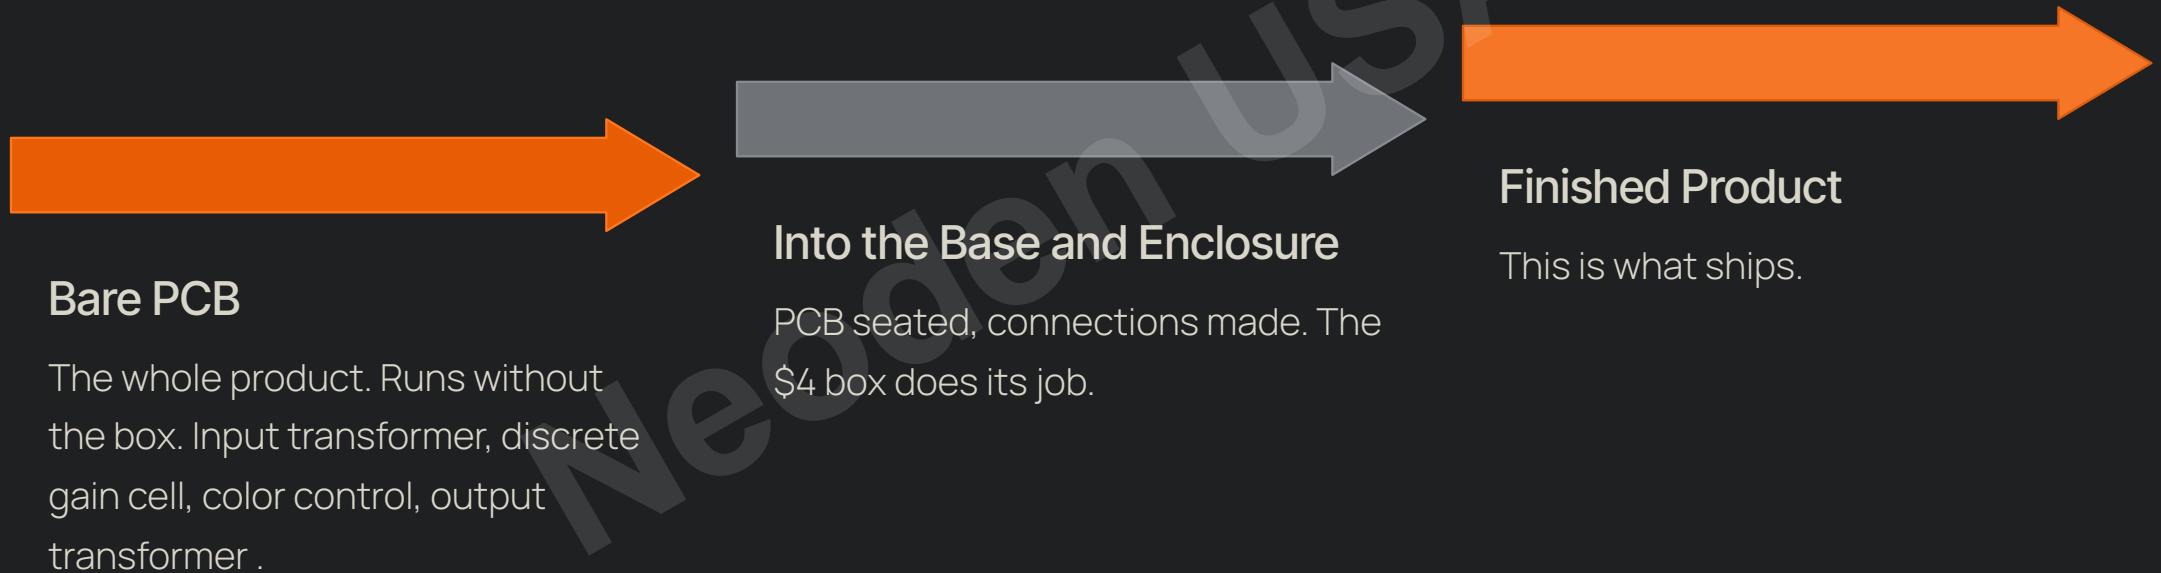 Bare PCB
The whole product. Runs without
the box. Input transformer, discrete
gain cell, color control, output
transformer .
Into the Base and Enclosure
PCB seated, connections made. The
$4 box does its job.
Finished Product
This is what ships.
Neoden USA